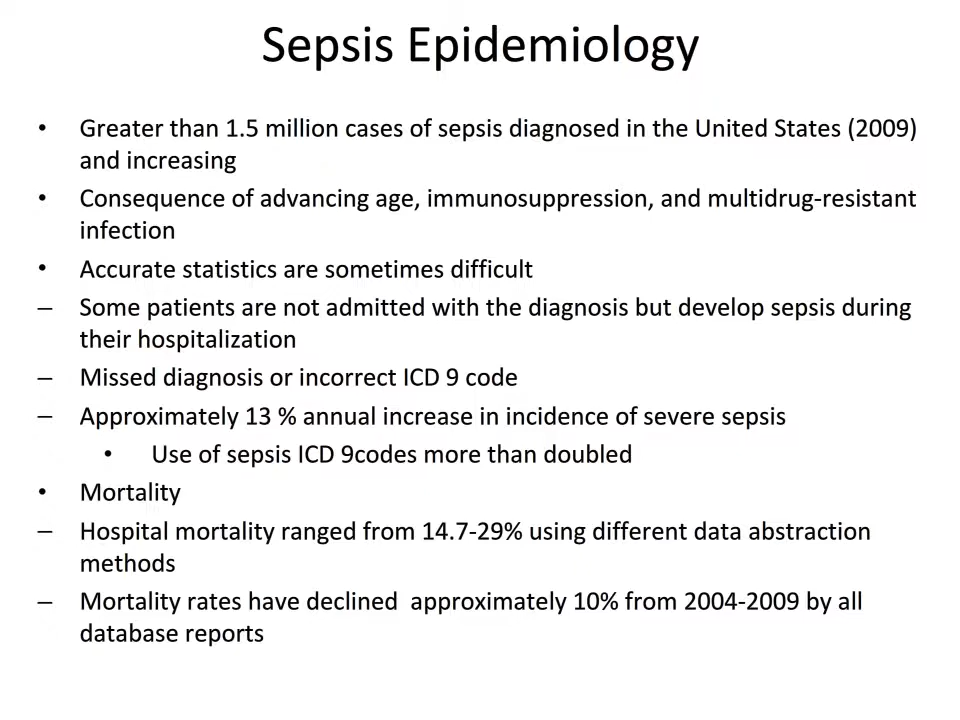 Sepsis Epidemiology
• Greater than 1.5 million cases of sepsis diagnosed in the United States (2009)
and increasing
• Consequence of advancing age, immunosuppression, and multidrug-resistant
infection
• Accurate statistics are sometimes difficult
– Some patients are not admitted with the diagnosis but develop sepsis during
their hospitalization
– Missed diagnosis or incorrect ICD 9 code
– Approximately 13 % annual increase in incidence of severe sepsis
• Use of sepsis ICD 9codes more than doubled
• Mortality
– Hospital mortality ranged from 14.7-29% using different data abstraction
methods
– Mortality rates have declined  approximately 10% from 2004-2009 by all
database reports